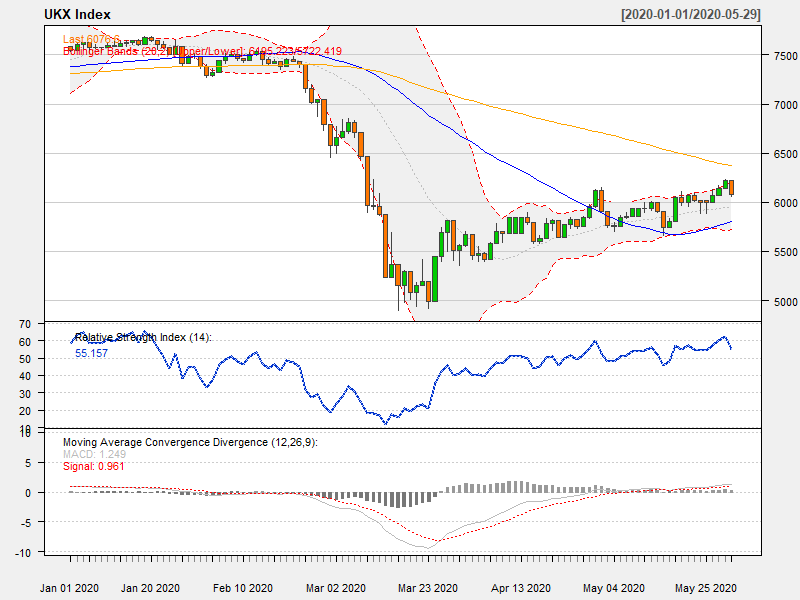 UKX Index
[2020-01-01/2020-05-29]
Last 6076.6
Bollinger Bands (20,2) [Upper/Lower]: 6495.223/5722.419
7500
7000
6500
6000
5500
5000
Relative Strength Index (14):
55.157
70
60
50
40
30
20
10
Moving Average Convergence Divergence (12,26,9):
MACD: 1.249
Signal: 0.961
10
5
0
-5
-10
Jan 01 2020
Jan 20 2020
Feb 10 2020
Mar 02 2020
Mar 23 2020
Apr 13 2020
May 04 2020
May 25 2020